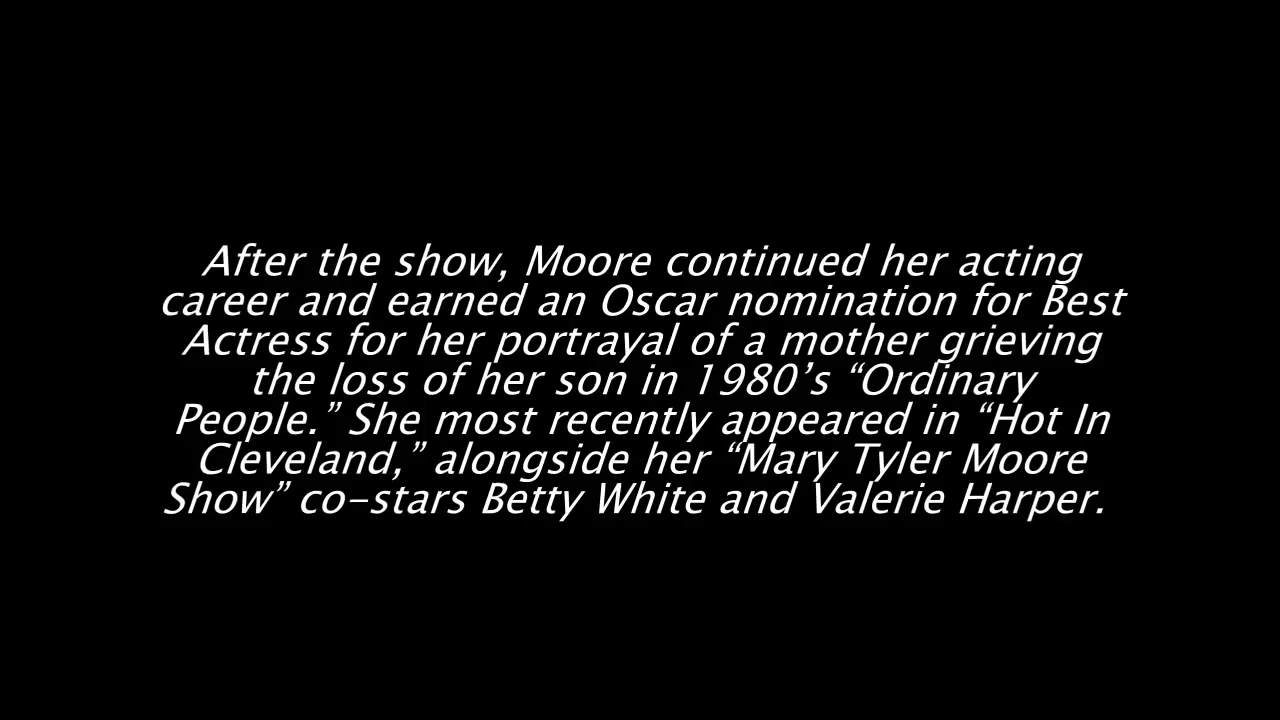 After the show, Moore continued her acting
career and earned an Oscar nomination for Best
Actress for her portrayal of a mother grieving
the loss of her son in 1980’s “Ordinary
People.” She most recently appeared in “Hot In
Cleveland,” alongside her “Mary Tyler Moore
Show” co-stars Betty White and Valerie Harper.